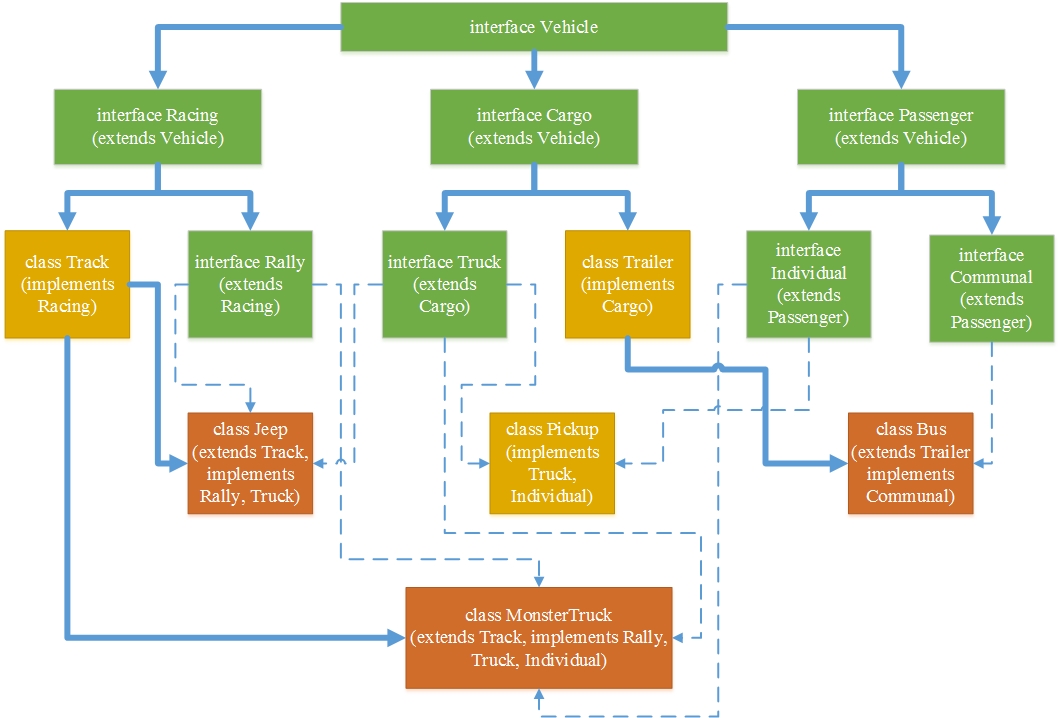 interface Vehicle
interface Racing
(extends Vehicle)
interface Cargo
(extends Vehicle)
interface Passenger
(extends Vehicle)
class Track
(implements
Racing)
interface Rally
(extends
Racing)
interface Truck
(extends
Cargo)
class Trailer
(implements
Cargo)
interface
Individual
(extends
Passenger)
interface
Communal
(extends
Passenger)
class Jeep
(extends Track,
implements
Rally, Truck)
class Pickup
(implements
Truck,
Individual)
class Bus
(extends Trailer
implements
Communal)
class MonsterTruck
(extends Track, implements Rally,
Truck, Individual)